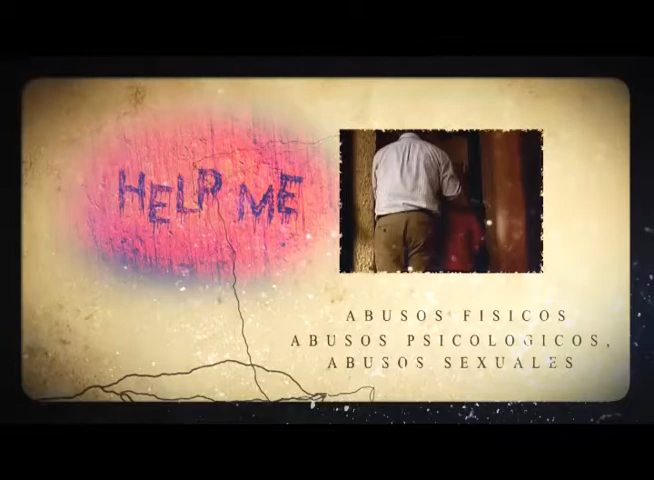 HELP ME
ABUSOS FISICOS
ABUSOS PSICOLOGICOS,
ABUSOS SEXUALES